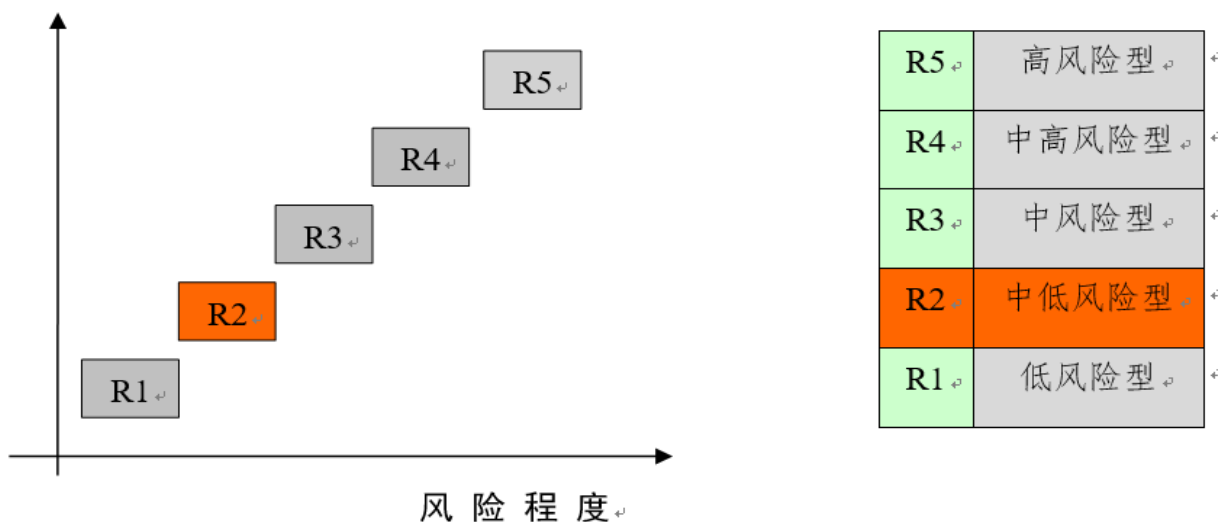 R5
R4
R3
R2
R1
风 险 程 度
R5 高风险型
R4 中高风险型
R3 中风险型
R2 中低风险型
R1 低风险型